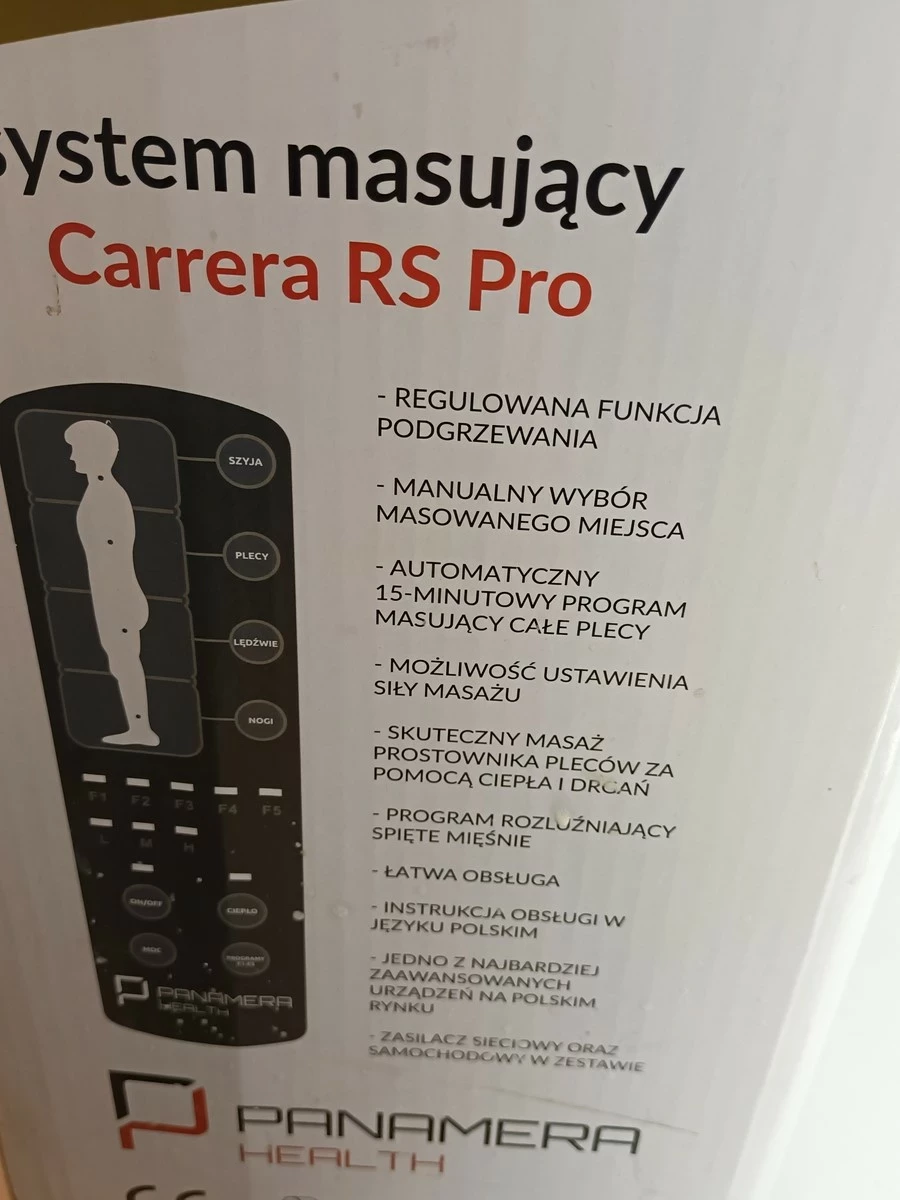 system masujący
Carrera RS Pro
SZYJA
PLECY
LĘDŹWIE
NOGI
F1 F2 F3 F4 F5
L M H
ON/OFF
CIEPŁO
MOC
PROGRAMY
PANAMERA
HEALTH
- REGULOWANA FUNKCJA
PODGRZEWANIA
- MANUALNY WYBÓR
MASOWANEGO MIEJSCA
- AUTOMATYCZNY
15-MINUTOWY PROGRAM
MASUJĄCY CAŁE PLECY
- MOŻLIWOŚĆ USTAWIENIA
SIŁY MASAŻU
- SKUTECZNY MASAŻ
PROSTOWNIKA PLECÓW ZA
POMOCĄ CIEPŁA I DRGAŃ
- PROGRAM ROZLUŹNIAJĄCY
SPIĘTE MIĘŚNIE
- ŁATWA OBSŁUGA
- INSTRUKCJA OBSŁUGI W
JĘZYKU POLSKIM
- JEDNO Z NAJBARDZIEJ
ZAAWANSOWANYCH
URZĄDZEŃ NA POLSKIM
RYNKU
- ZASILACZ SIECIOWY ORAZ
SAMOCHODOWY W ZESTAWIE
PANAMERA
HEALTH